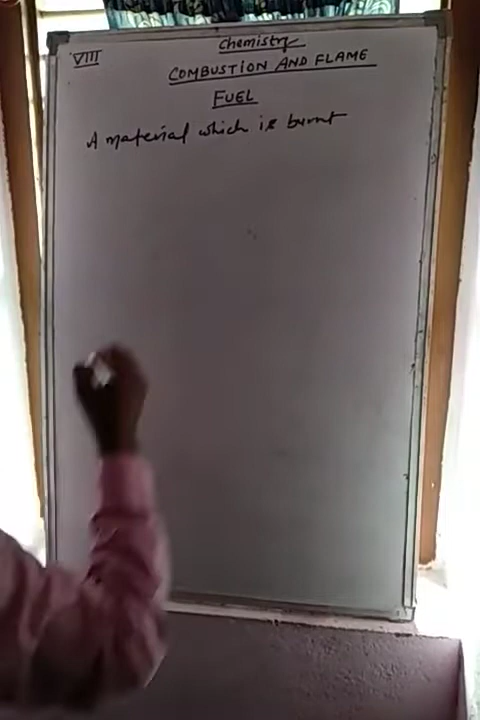 VIII
Chemistry
COMBUSTION AND FLAME
FUEL
A material which is burnt